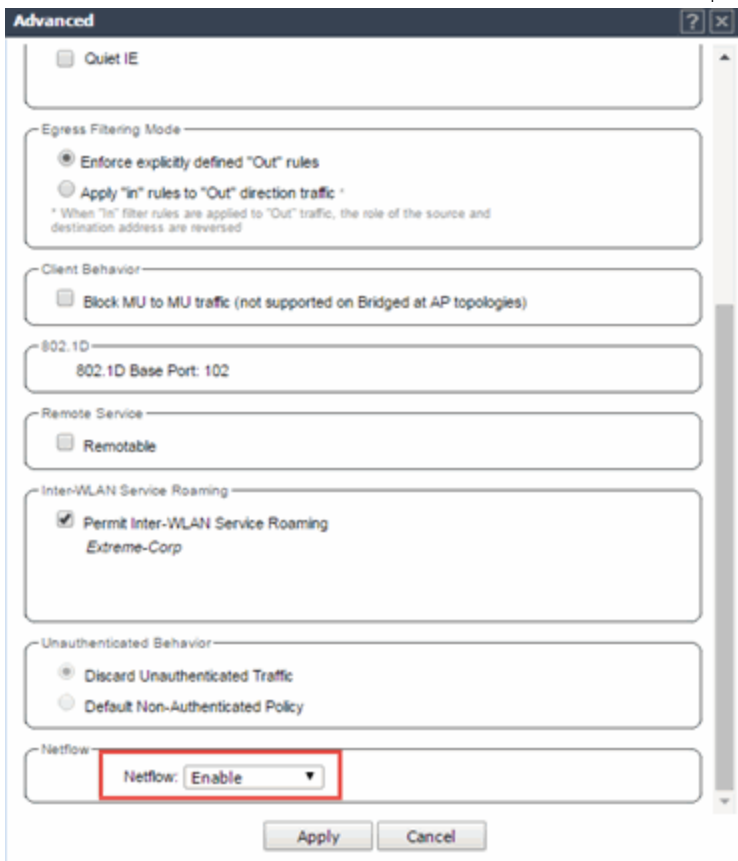 Advanced
?
×
Quiet IE
Egress Filtering Mode
Enforce explicitly defined "Out" rules
Apply "in" rules to "Out" direction traffic *
* When "In" filter rules are applied to "Out" traffic, the role of the source and
destination address are reversed
Client Behavior
Block MU to MU traffic (not supported on Bridged at AP topologies)
802.1D
802.1D Base Port: 102
Remote Service
Remotable
Inter-WLAN Service Roaming
Permit Inter-WLAN Service Roaming
Extreme-Corp
Unauthenticated Behavior
Discard Unauthenticated Traffic
Default Non-Authenticated Policy
Netflow
Netflow: Enable
Apply Cancel